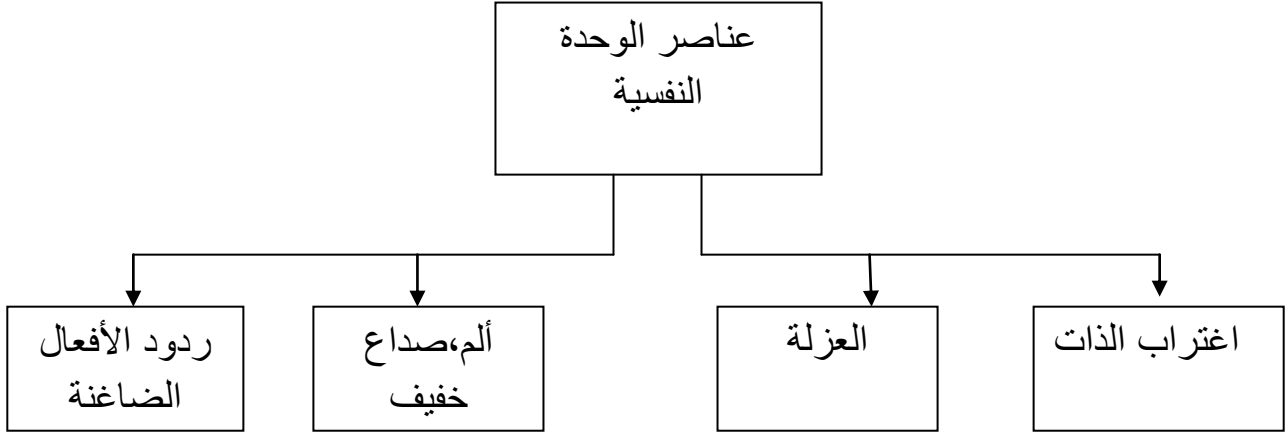 عناصر الوحدة
النفسية
اغتراب الذات
العزلة
ألم،صداع
خفيف
ردود الأفعال
الضاغنة